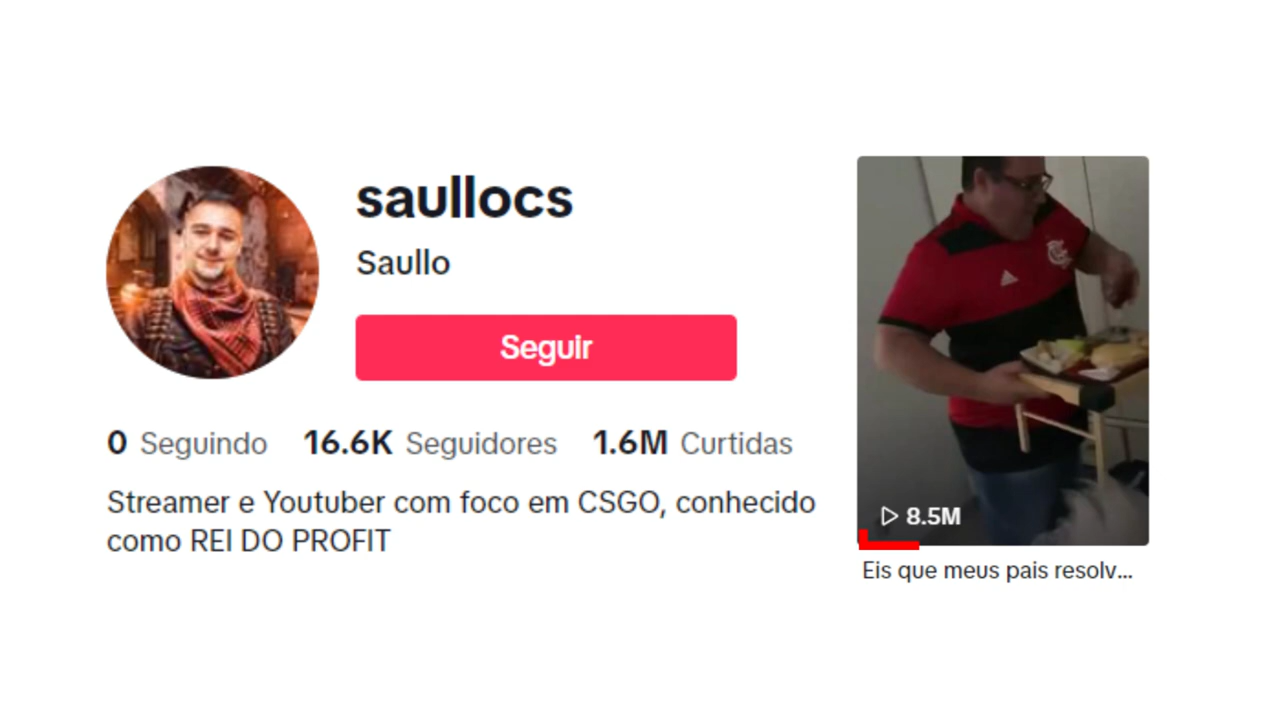 saullocs
Saullo
Seguir
0 Seguindo 16.6K Seguidores 1.6M Curtidas
Streamer e Youtuber com foco em CSGO, conhecido
como REI DO PROFIT
8.5M
Eis que meus pais resolv...